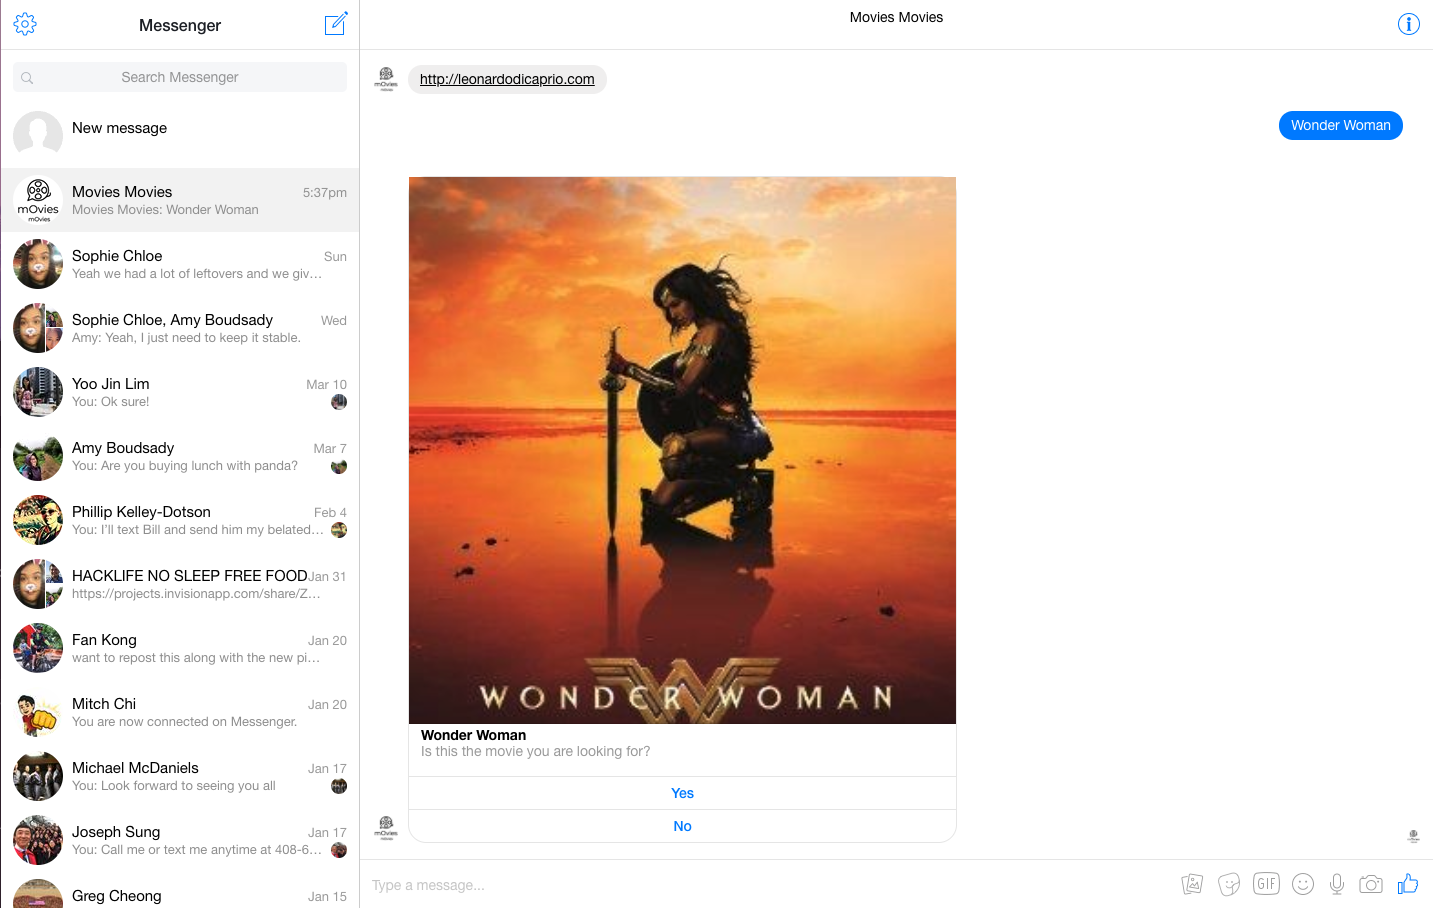 Messenger
Search Messenger
New message
mOvies
mOvies
Movies Movies
5:37pm
Movies Movies: Wonder Woman
Sophie Chloe
Sun
Yeah we had a lot of leftovers and we giv…
Sophie Chloe, Amy Boudsady
Wed
Amy: Yeah, I just need to keep it stable.
Yoo Jin Lim
Mar 10
You: Ok sure!
Amy Boudsady
Mar 7
You: Are you buying lunch with panda?
Phillip Kelley-Dotson
Feb 4
You: I'll text Bill and send him my belated…
HACKLIFE NO SLEEP FREE FOOD
Jan 31
https://projects.invisionapp.com/share/Z…
Fan Kong
Jan 20
want to repost this along with the new pi…
Mitch Chi
Jan 20
You are now connected on Messenger.
Michael McDaniels
Jan 17
You: Look forward to seeing you all
Joseph Sung
Jan 17
You: Call me or text me anytime at 408-6…
Greg Cheong
Jan 15
Movies Movies
mOvies
mOvies
http://leonardodicaprio.com
Wonder Woman
WONDER WOMAN
Wonder Woman
Is this the movie you are looking for?
Yes
No
mOvies
mOvies
Type a message...
GIF